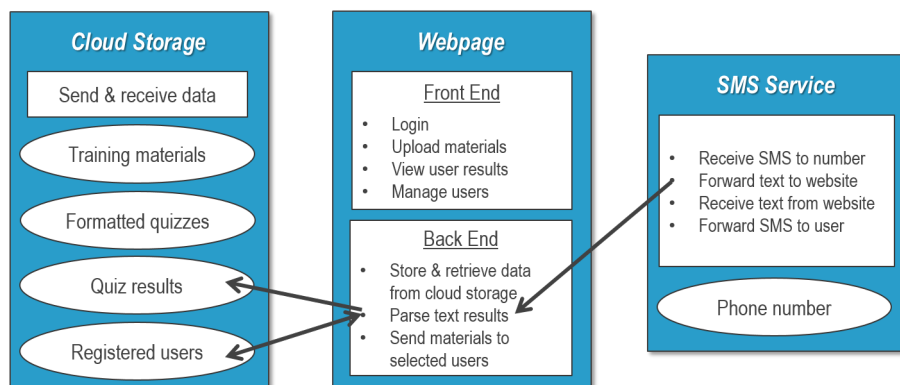 Cloud Storage
Send & receive data
Training materials
Formatted quizzes
Quiz results
Registered users
Webpage
Front End
• Login
• Upload materials
• View user results
• Manage users
Back End
• Store & retrieve data
from cloud storage
• Parse text results
• Send materials to
selected users
SMS Service
• Receive SMS to number
• Forward text to website
• Receive text from website
• Forward SMS to user
Phone number